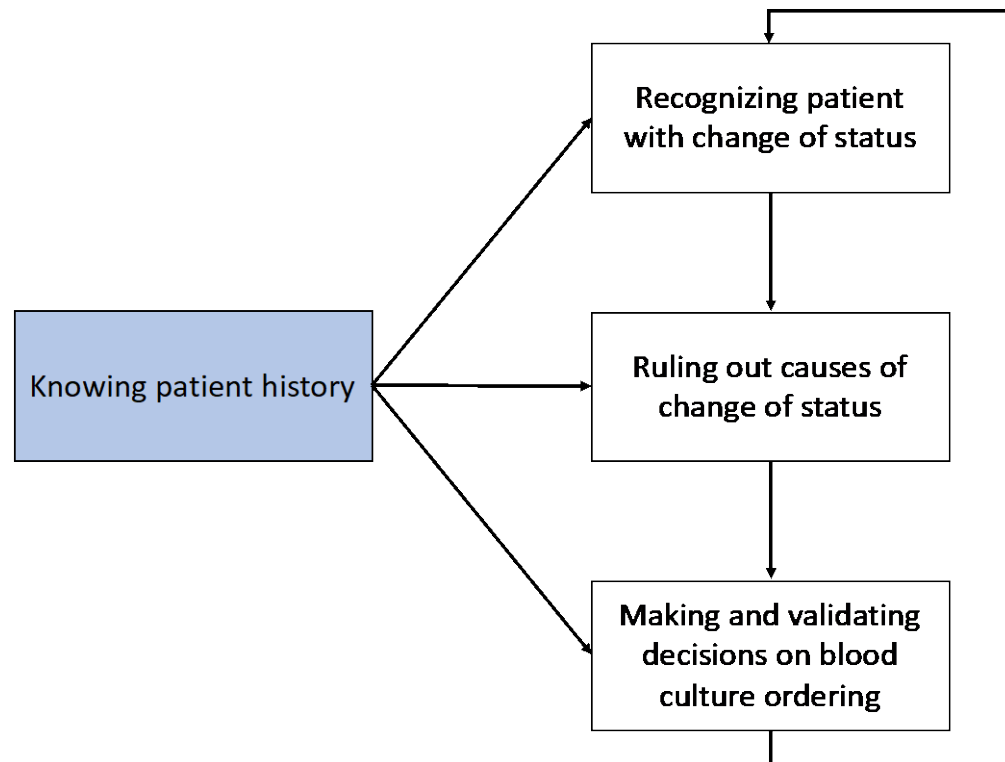 Recognizing patient
with change of status
Knowing patient history
Ruling out causes of
change of status
Making and validating
decisions on blood
culture ordering